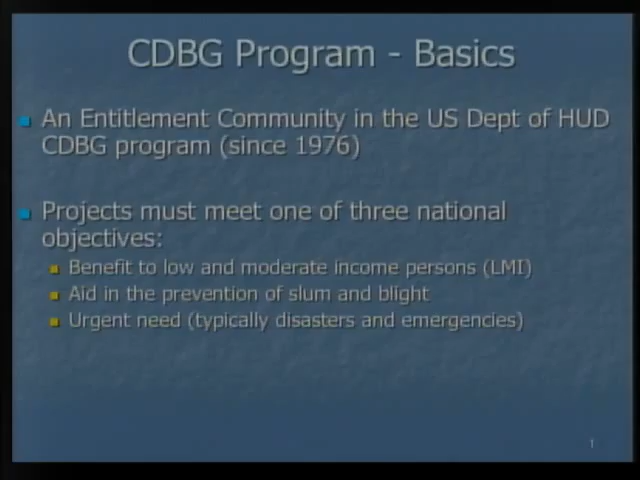 CDBG Program - Basics
An Entitlement Community in the US Dept of HUD
CDBG program (since 1976)
Projects must meet one of three national
objectives:
Benefit to low and moderate income persons (LMI)
Aid in the prevention of slum and blight
Urgent need (typically disasters and emergencies)
1